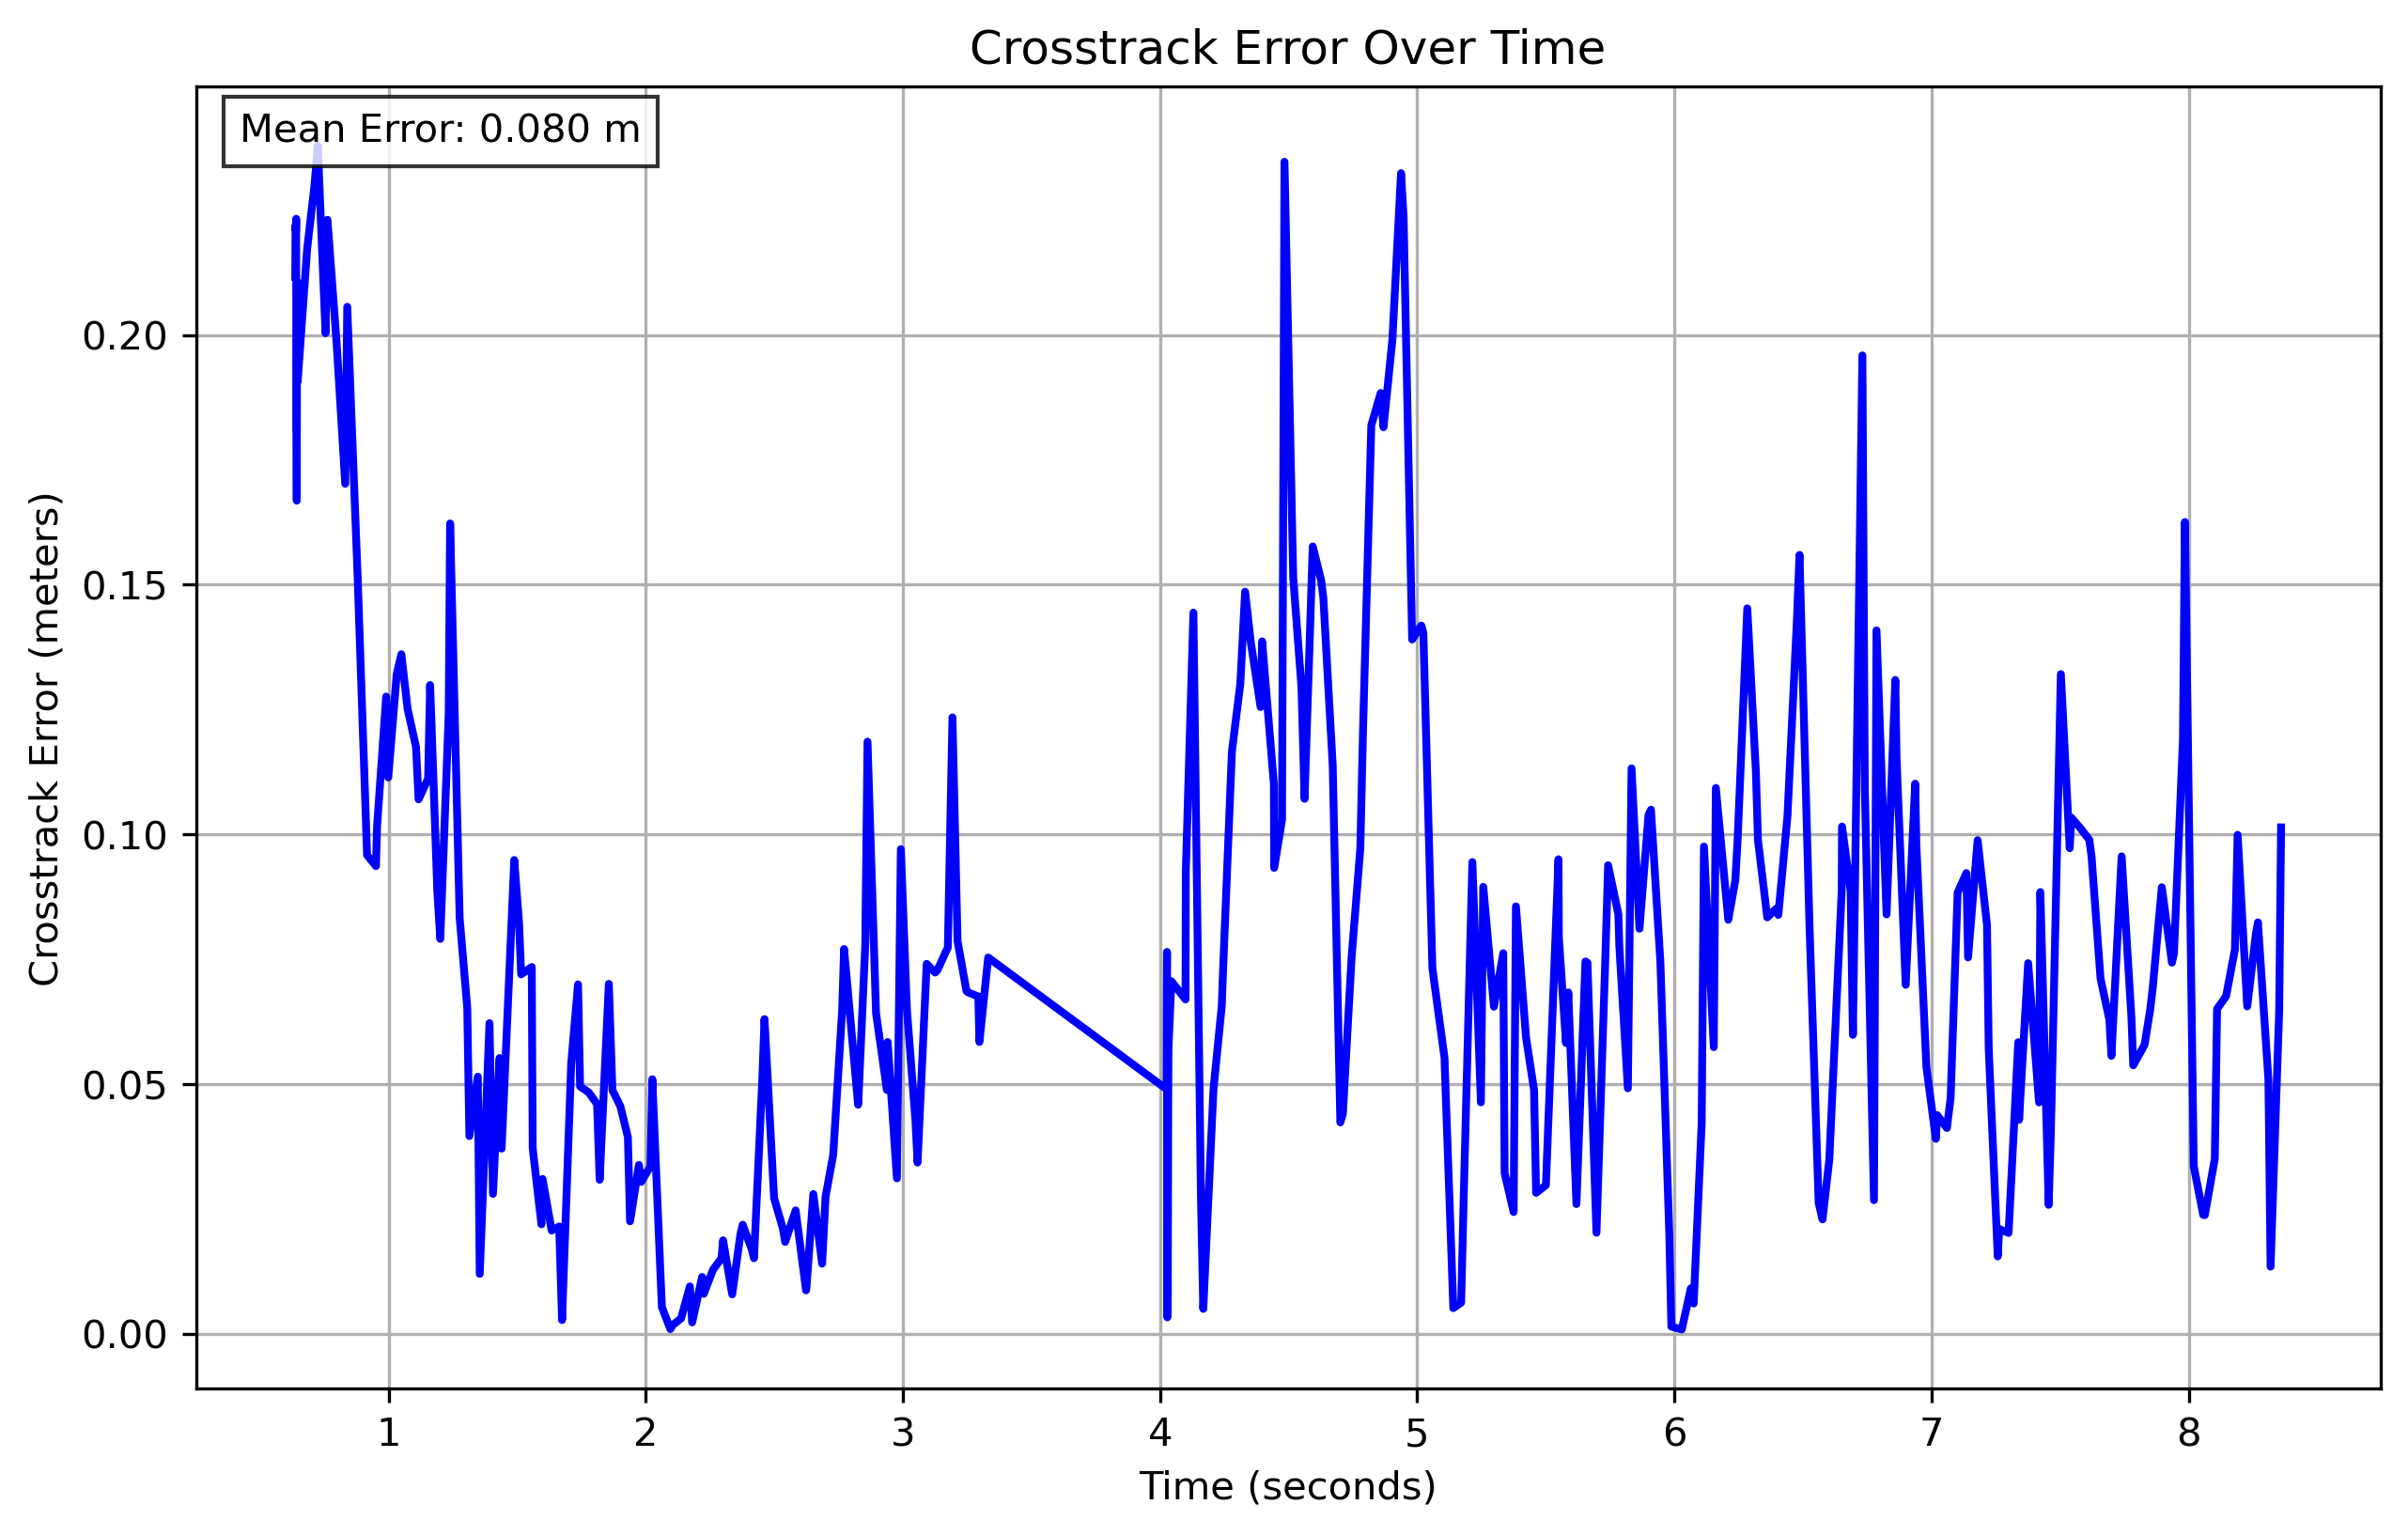 Crosstrack Error Over Time
Mean Error: 0.080 m
Crosstrack Error (meters)
0.20
0.15
0.10
0.05
0.00
1 2 3 4 5 6 7 8
Time (seconds)